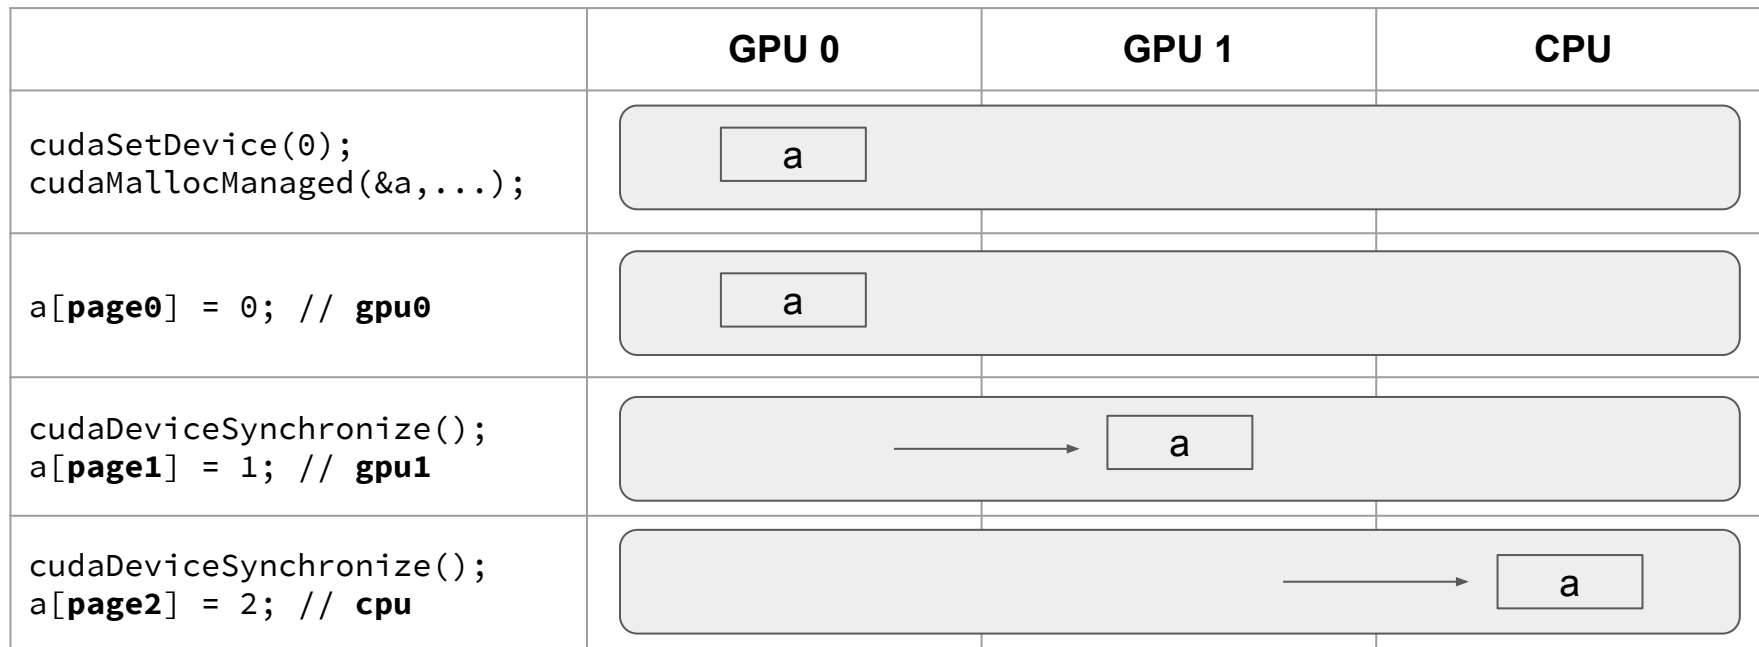 GPU 0 GPU 1 CPU
cudaSetDevice(0);
cudaMallocManaged(&a,...);
a
a[page0] = 0; // gpu0
a
cudaDeviceSynchronize();
a[page1] = 1; // gpu1
a
cudaDeviceSynchronize();
a[page2] = 2; // cpu
a